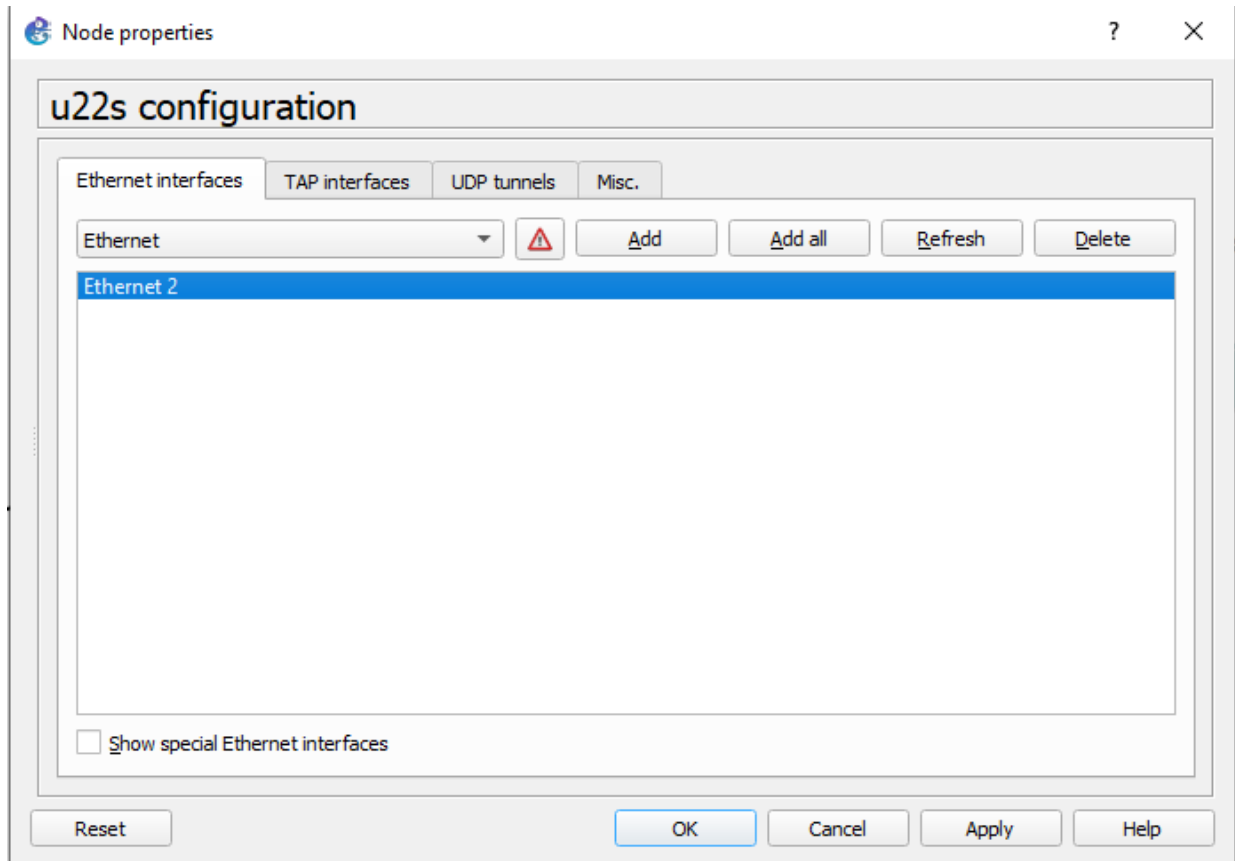 Node properties
?
u22s configuration
Ethernet interfaces TAP interfaces UDP tunnels Misc.
Ethernet Add Add all Refresh Delete
Ethernet 2
Show special Ethernet interfaces
Reset OK Cancel Apply Help